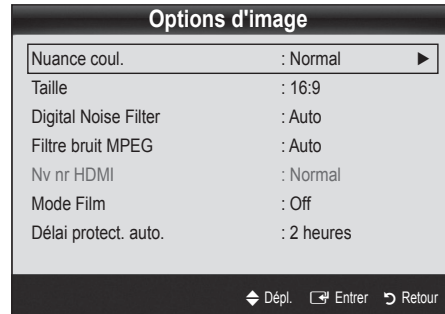 Options d'image
Nuance coul. : Normal
Taille : 16:9
Digital Noise Filter : Auto
Filtre bruit MPEG : Auto
Nv nr HDMI : Normal
Mode Film : Off
Délai protect. auto. : 2 heures
Dépl. Entrer Retour